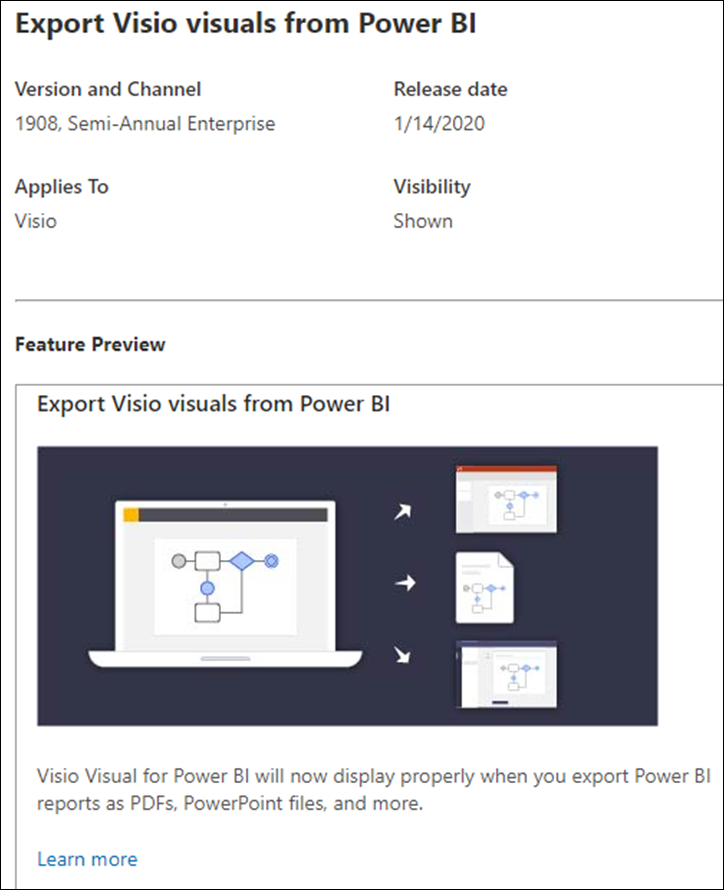 Export Visio visuals from Power BI
Version and Channel
1908, Semi-Annual Enterprise
Release date
1/14/2020
Applies To
Visio
Visibility
Shown
Feature Preview
Export Visio visuals from Power BI
Visio Visual for Power BI will now display properly when you export Power BI
reports as PDFs, PowerPoint files, and more.
Learn more